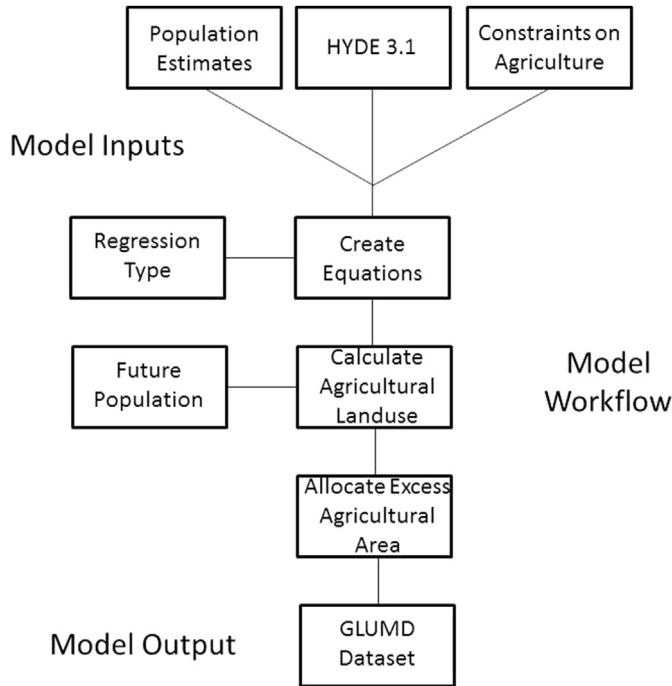 Population
Estimates
HYDE 3.1
Constraints on
Agriculture
Model Inputs
Regression
Type
Create
Equations
Future
Population
Calculate
Agricultural
Landuse
Model
Workflow
Allocate Excess
Agricultural
Area
Model Output
GLUMD
Dataset